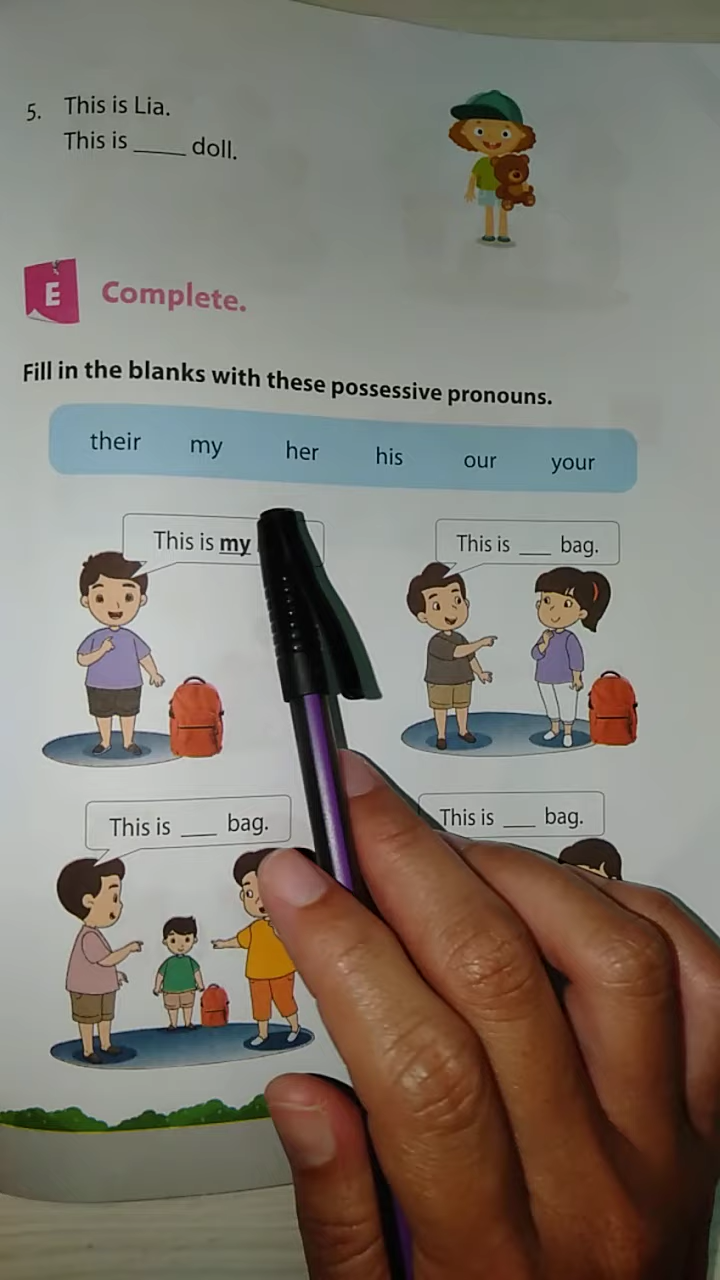 5. This is Lia.
This is ____ doll.
E Complete.
Fill in the blanks with these possessive pronouns.
their my her his our your
This is my
This is ___ bag.
This is ___ bag.
This is ___ bag.